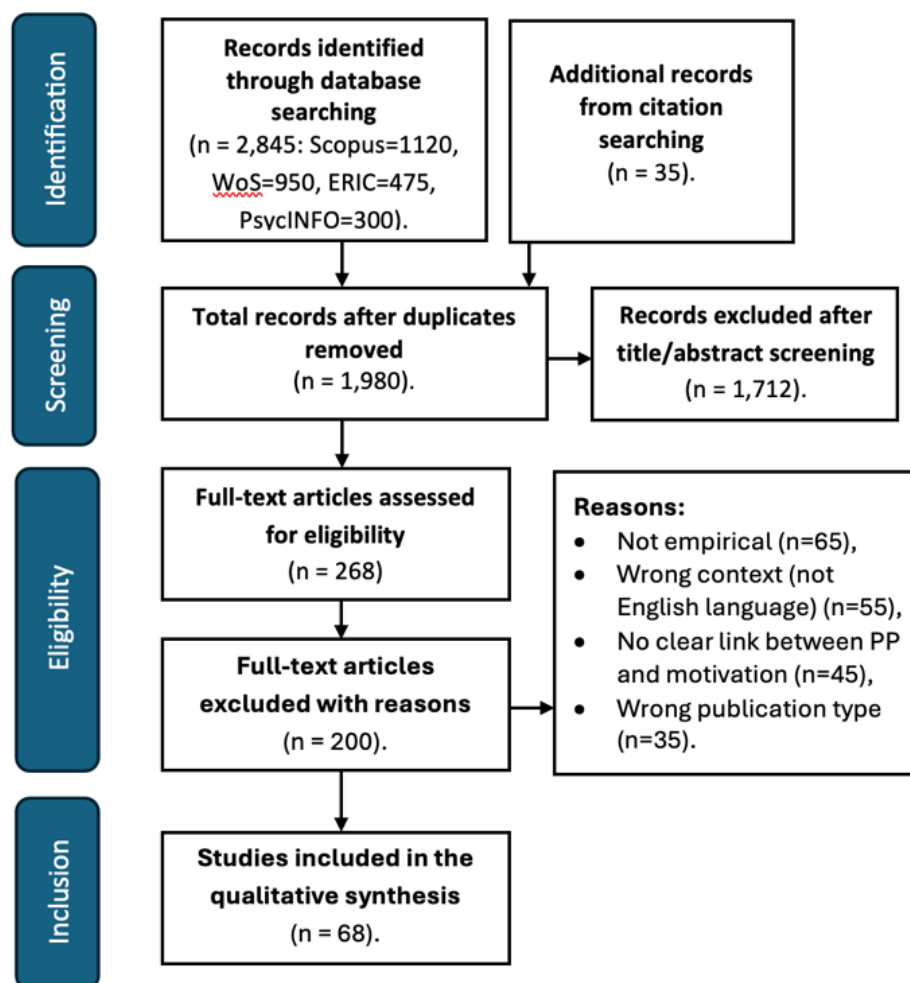 Identification
Records identified
through database
searching
(n = 2,845: Scopus=1120,
WoS=950, ERIC=475,
PsycINFO=300).
Additional records
from citation
searching
(n = 35).
Screening
Total records after duplicates
removed
(n = 1,980).
Records excluded after
title/abstract screening
(n = 1,712).
Eligibility
Full-text articles assessed
for eligibility
(n = 268)
Full-text articles
excluded with reasons
(n = 200).
Reasons:
• Not empirical (n=65),
• Wrong context (not
English language) (n=55),
• No clear link between PP
and motivation (n=45),
• Wrong publication type
(n=35).
Inclusion
Studies included in the
qualitative synthesis
(n = 68).